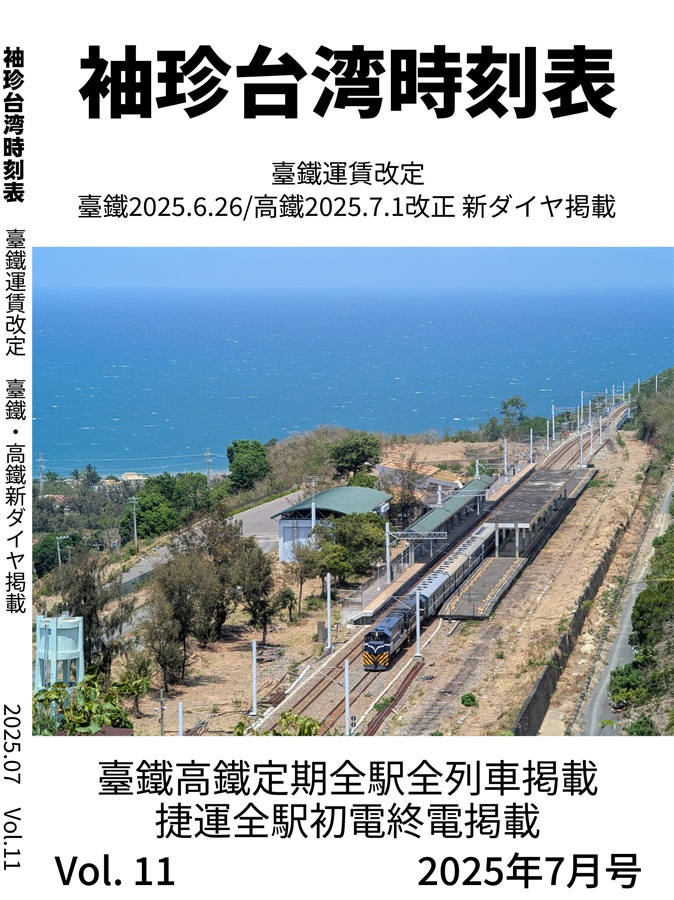 袖珍台湾時刻表
臺鐵運賃改定
臺鐵2025.6.26/高鐵2025.7.1改正 新ダイヤ掲載
臺鐵高鐵定期全駅全列車掲載
捷運全駅初電終電掲載
Vol. 11
2025年7月号
袖珍台湾時刻表 臺鐵運賃改定 臺鐵・高鐵新ダイヤ掲載 2025.07 Vol.11